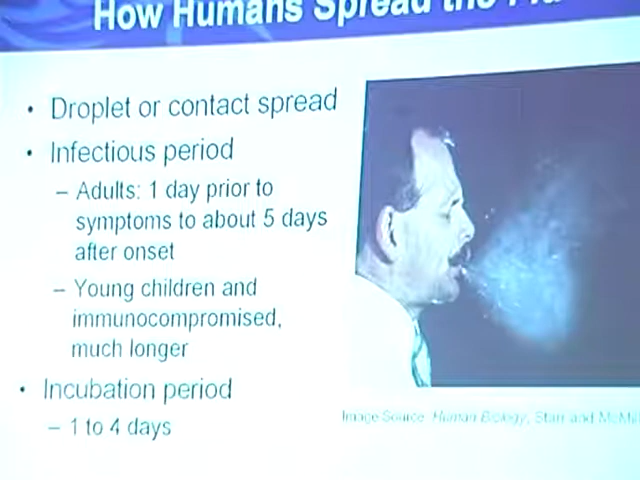 How Humans Spread the Flu
• Droplet or contact spread
• Infectious period
– Adults: 1 day prior to
symptoms to about 5 days
after onset
– Young children and
immunocompromised,
much longer
• Incubation period
– 1 to 4 days
Image Source: Human Biology, Starr and